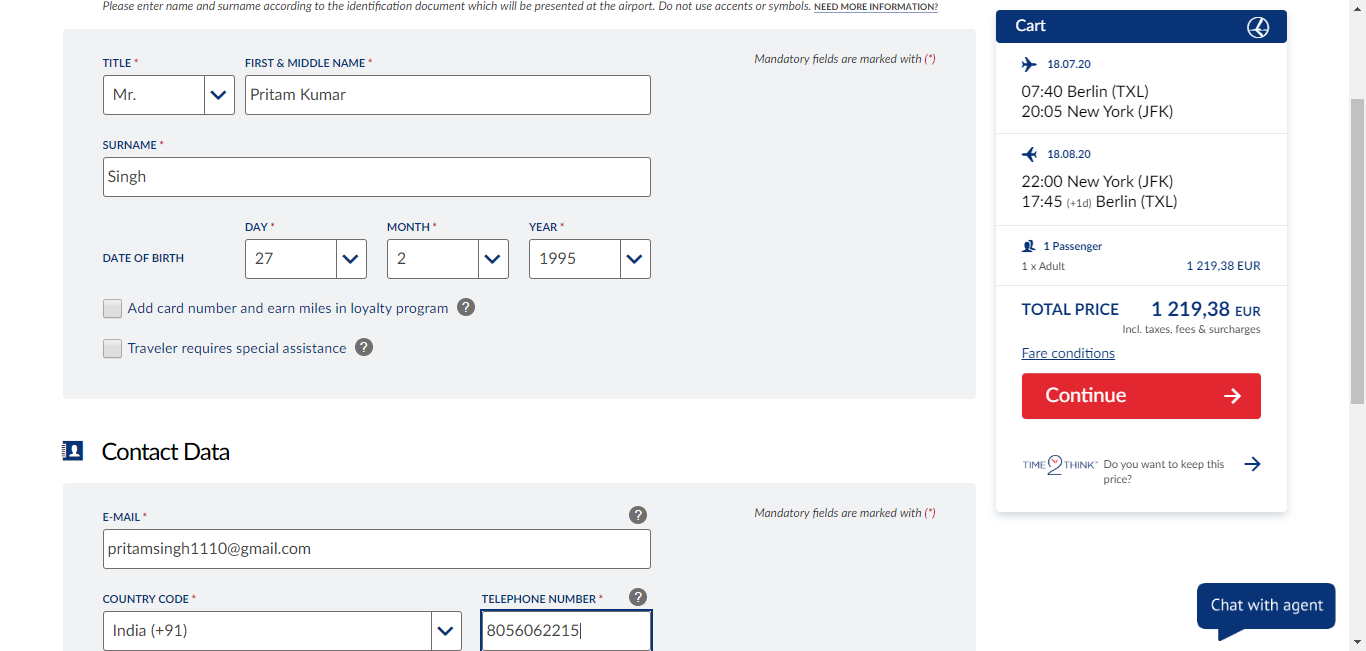 Please enter name and surname according to the identification document which will be presented at the airport. Do not use accents or symbols. NEED MORE INFORMATION?
Mandatory fields are marked with (*)
TITLE * FIRST & MIDDLE NAME *
Mr. Pritam Kumar
SURNAME *
Singh
DAY * MONTH * YEAR *
DATE OF BIRTH 27 2 1995
Add card number and earn miles in loyalty program ?
Traveler requires special assistance ?
Contact Data
Mandatory fields are marked with (*)
E-MAIL * ?
pritamsingh1110@gmail.com
COUNTRY CODE * TELEPHONE NUMBER * ?
India (+91) 8056062215
Cart
18.07.20
07:40 Berlin (TXL)
20:05 New York (JFK)
18.08.20
22:00 New York (JFK)
17:45 (+1d) Berlin (TXL)
1 Passenger
1 x Adult 1 219,38 EUR
TOTAL PRICE 1 219,38 EUR
Incl. taxes, fees & surcharges
Fare conditions
Continue
TIME2THINK™ Do you want to keep this
price?
Chat with agent